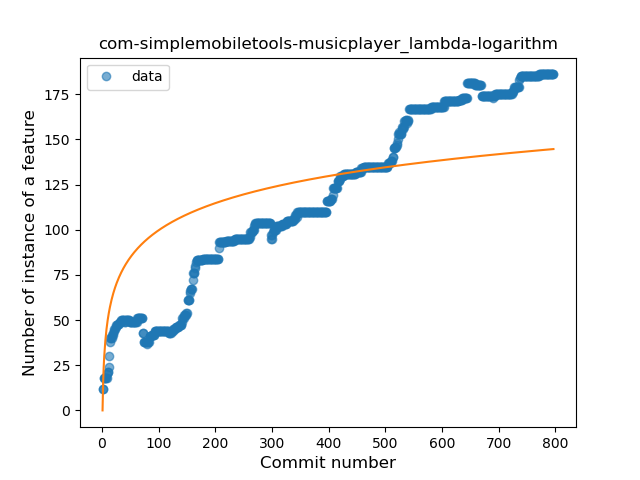 com-simplemobiletools-musicplayer_lambda-logarithm
data
Number of instance of a feature
175
150
125
100
75
50
25
0
0 100 200 300 400 500 600 700 800
Commit number